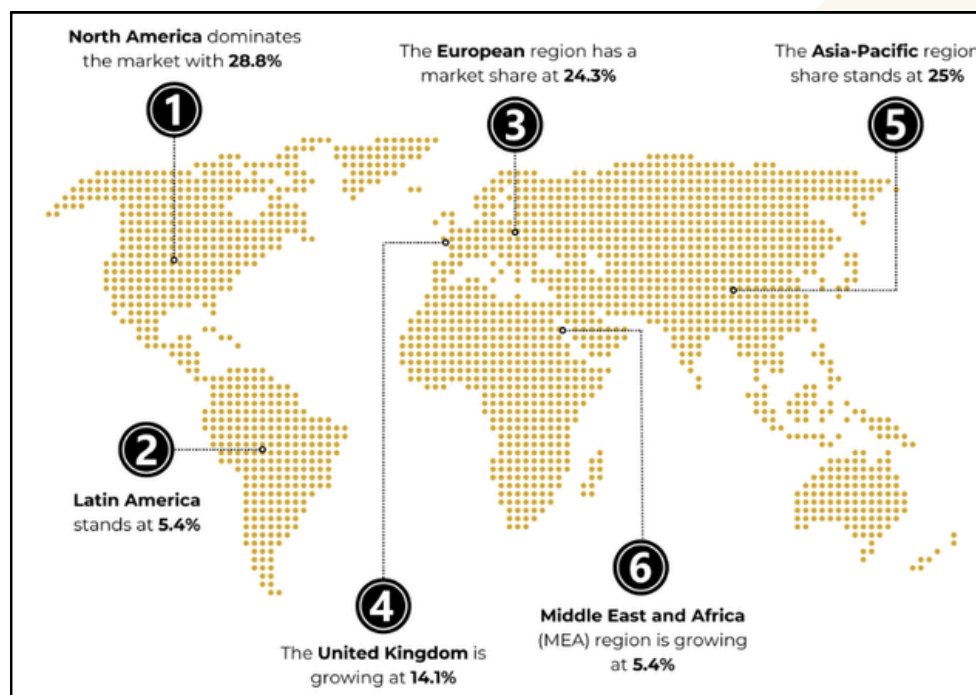 North America dominates
the market with 28.8%
1
2
Latin America
stands at 5.4%
The European region has a
market share at 24.3%
3
4
The United Kingdom is
growing at 14.1%
The Asia-Pacific region
share stands at 25%
5
6
Middle East and Africa
(MEA) region is growing
at 5.4%